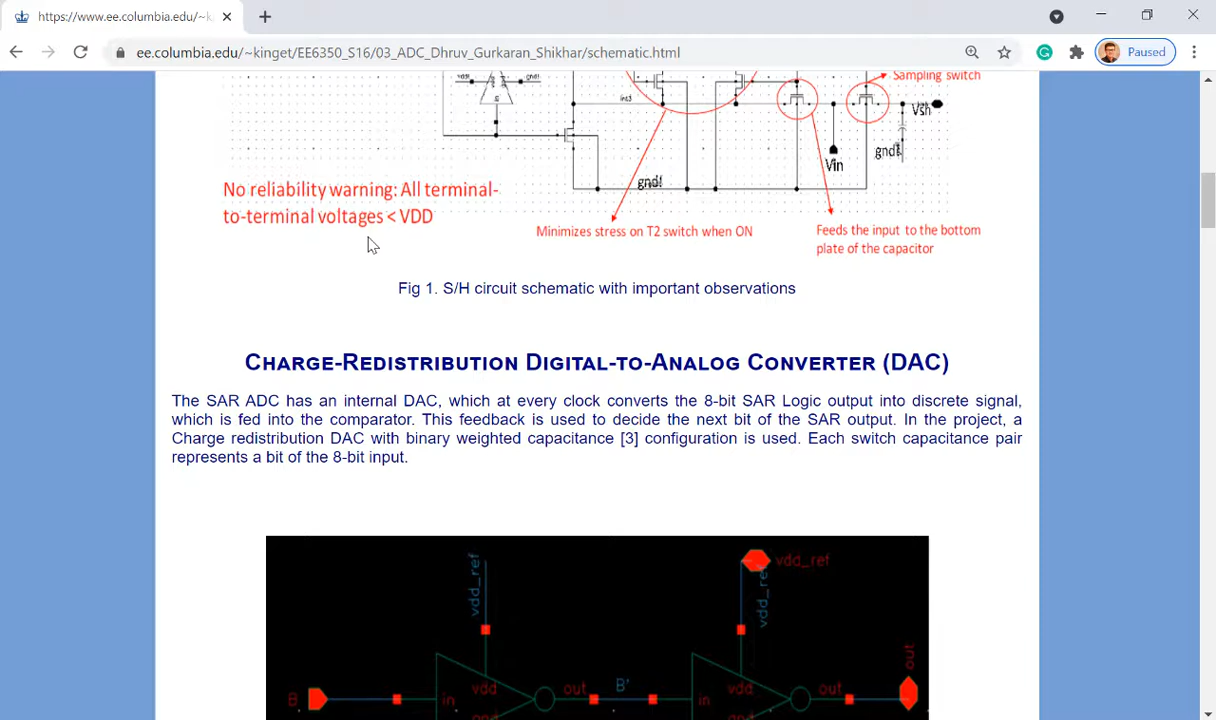 https://www.ee.columbia.edu/~k
ee.columbia.edu/~kinget/EE6350_S16/03_ADC_Dhruv_Gurkaran_Shikhar/schematic.html
Paused
Sampling switch
Vsh
gnd!
Vin
gnd!
No reliability warning: All terminal-
to-terminal voltages < VDD
Minimizes stress on T2 switch when ON
Feeds the input to the bottom
plate of the capacitor
Fig 1. S/H circuit schematic with important observations
CHARGE-REDISTRIBUTION DIGITAL-TO-ANALOG CONVERTER (DAC)
The SAR ADC has an internal DAC, which at every clock converts the 8-bit SAR Logic output into discrete signal,
which is fed into the comparator. This feedback is used to decide the next bit of the SAR output. In the project, a
Charge redistribution DAC with binary weighted capacitance [3] configuration is used. Each switch capacitance pair
represents a bit of the 8-bit input.
vdd_ref
vdd_ref
vdd_ref
out
B
in
vdd
out
B'
in
vdd
out